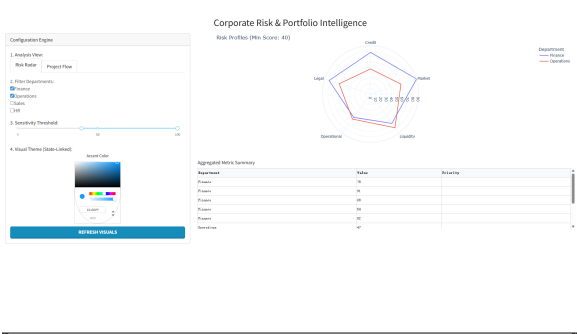 Corporate Risk & Portfolio Intelligence
Configuration Engine
1. Analysis View:
Risk Radar
Project Flow
2. Filter Departments:
Finance
Operations
Sales
HR
3. Sensitivity Threshold:
0
50
100
4. Visual Theme (State-Linked):
Accent Color
REFRESH VISUALS
Risk Profiles (Min Score: 40)
Credit
Legal
Market
Operational
Liquidity
Department
Finance
Operations
Aggregated Metric Summary
Department Value Priority
Finance
Finance
Finance
Finance
Finance
Operations